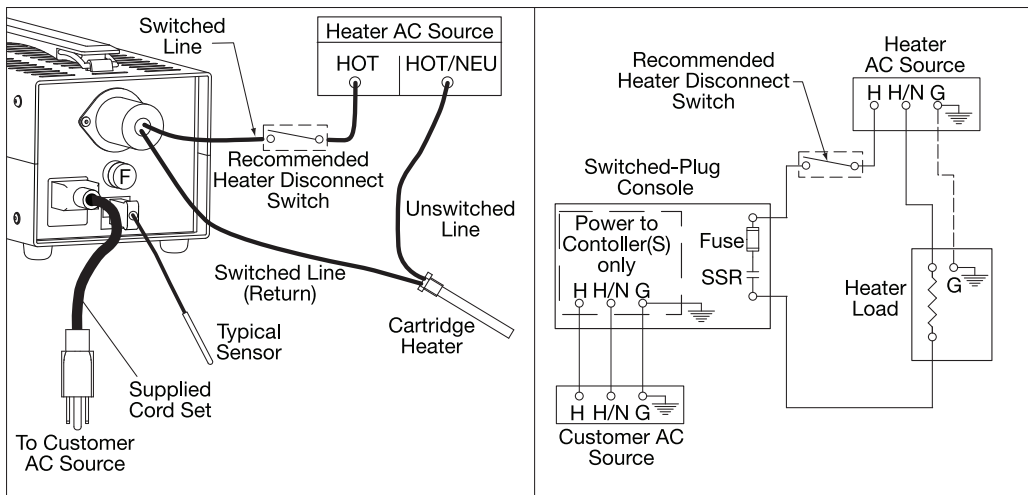 Switched
Line
Heater AC Source
HOT
HOT/NEU
Recommended
Heater Disconnect
Switch
F
Unswitched
Line
Switched Line
(Return)
Cartridge
Heater
Typical
Sensor
Supplied
Cord Set
To Customer
AC Source
Heater
AC Source
H H/N G
Recommended
Heater Disconnect
Switch
Switched-Plug
Console
Power to
Contoller(S)
only
H H/N G
Fuse
SSR
Heater
Load
G
H H/N G
Customer AC
Source